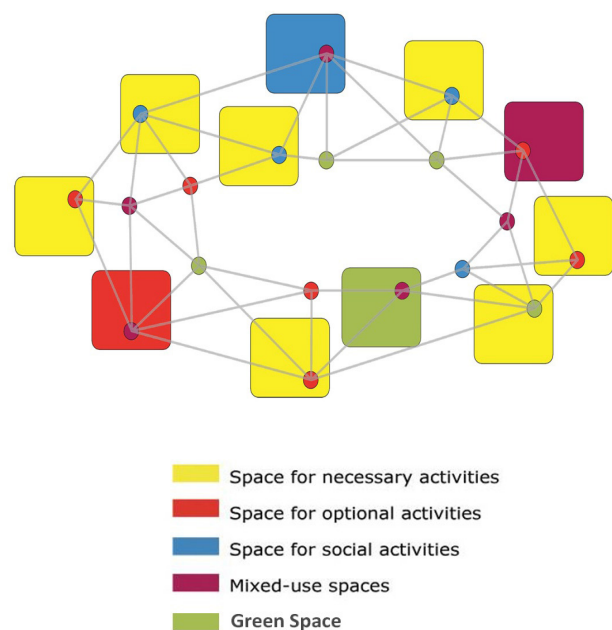 Space for necessary activities
Space for optional activities
Space for social activities
Mixed-use spaces
Green Space